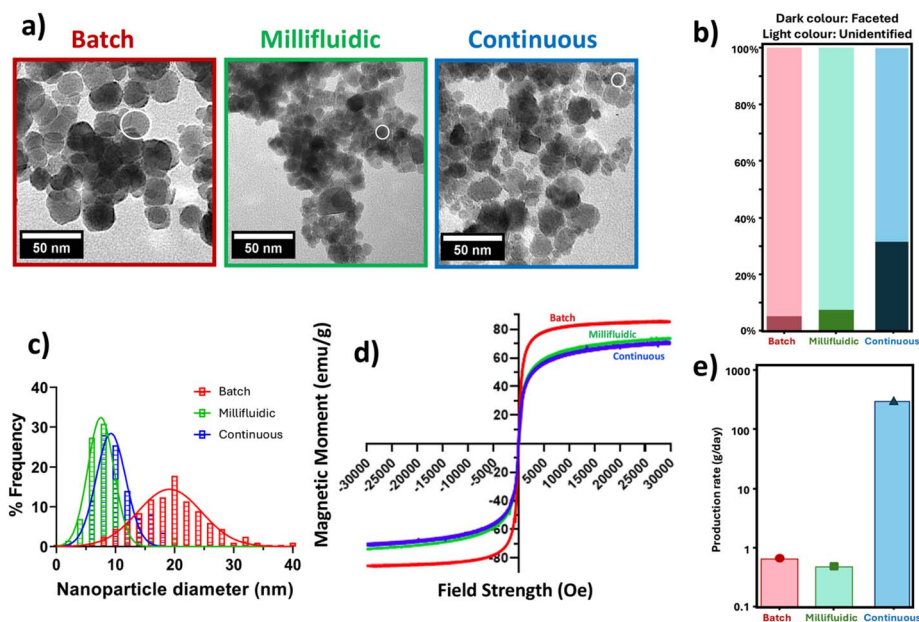 a)
Batch
Millifluidic
Continuous
50 nm
50 nm
50 nm
b)
Dark colour: Faceted
Light colour: Unidentified
100%
80%
60%
40%
20%
0%
Batch
Millifluidic
Continuous
c)
% Frequency
40
30
20
10
0
0
10
20
30
40
Nanoparticle diameter (nm)
Batch
Millifluidic
Continuous
d)
Magnetic Moment (emu/g)
80
60
40
20
-20
-40
-60
-80
-30000
-25000
-20000
-15000
-10000
-5000
5000
10000
15000
20000
25000
30000
Field Strength (Oe)
Batch
Millifluidic
Continuous
e)
Production rate (g/day)
1000
100
10
1
0.1
Batch
Millifluidic
Continuous